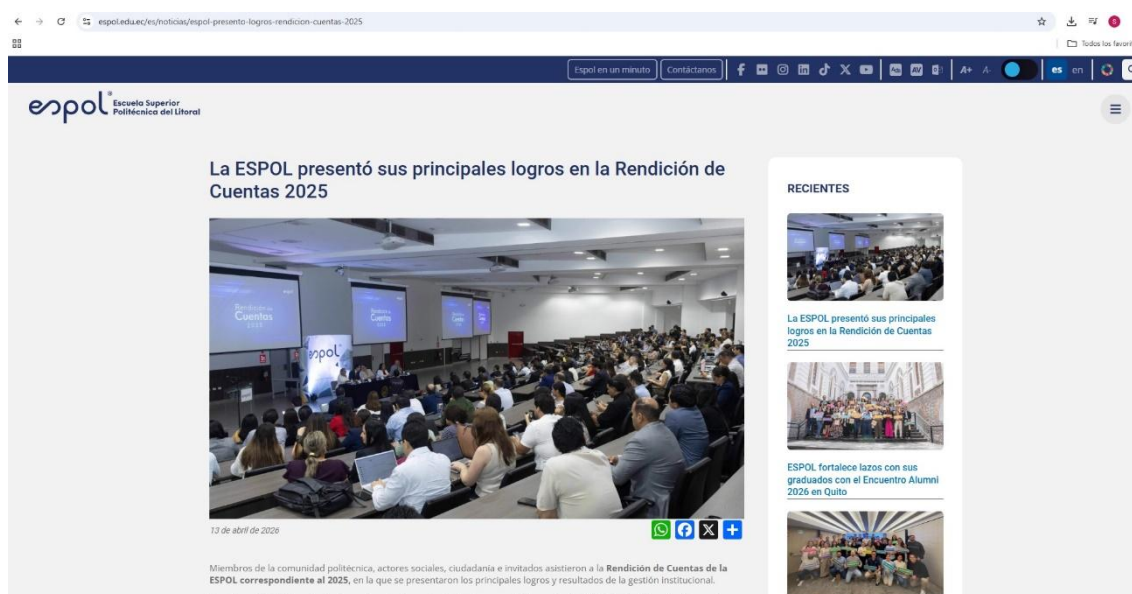 espol.edu.ec/es/noticias/espol-presento-logros-rendicion-cuentas-2025
S
Todos los favorit
Espol en un minuto
Contáctanos
A+ A-
es en
espol
Escuela Superior
Politécnica del Litoral
La ESPOL presentó sus principales logros en la Rendición de
Cuentas 2025
Rendición de
Cuentas
2025
espol
13 de abril de 2026
Miembros de la comunidad politécnica, actores sociales, ciudadanía e invitados asistieron a la Rendición de Cuentas de la
ESPOL correspondiente al 2025, en la que se presentaron los principales logros y resultados de la gestión institucional.
RECIENTES
La ESPOL presentó sus principales
logros en la Rendición de Cuentas
2025
ESPOL fortalece lazos con sus
graduados con el Encuentro Alumni
2026 en Quito